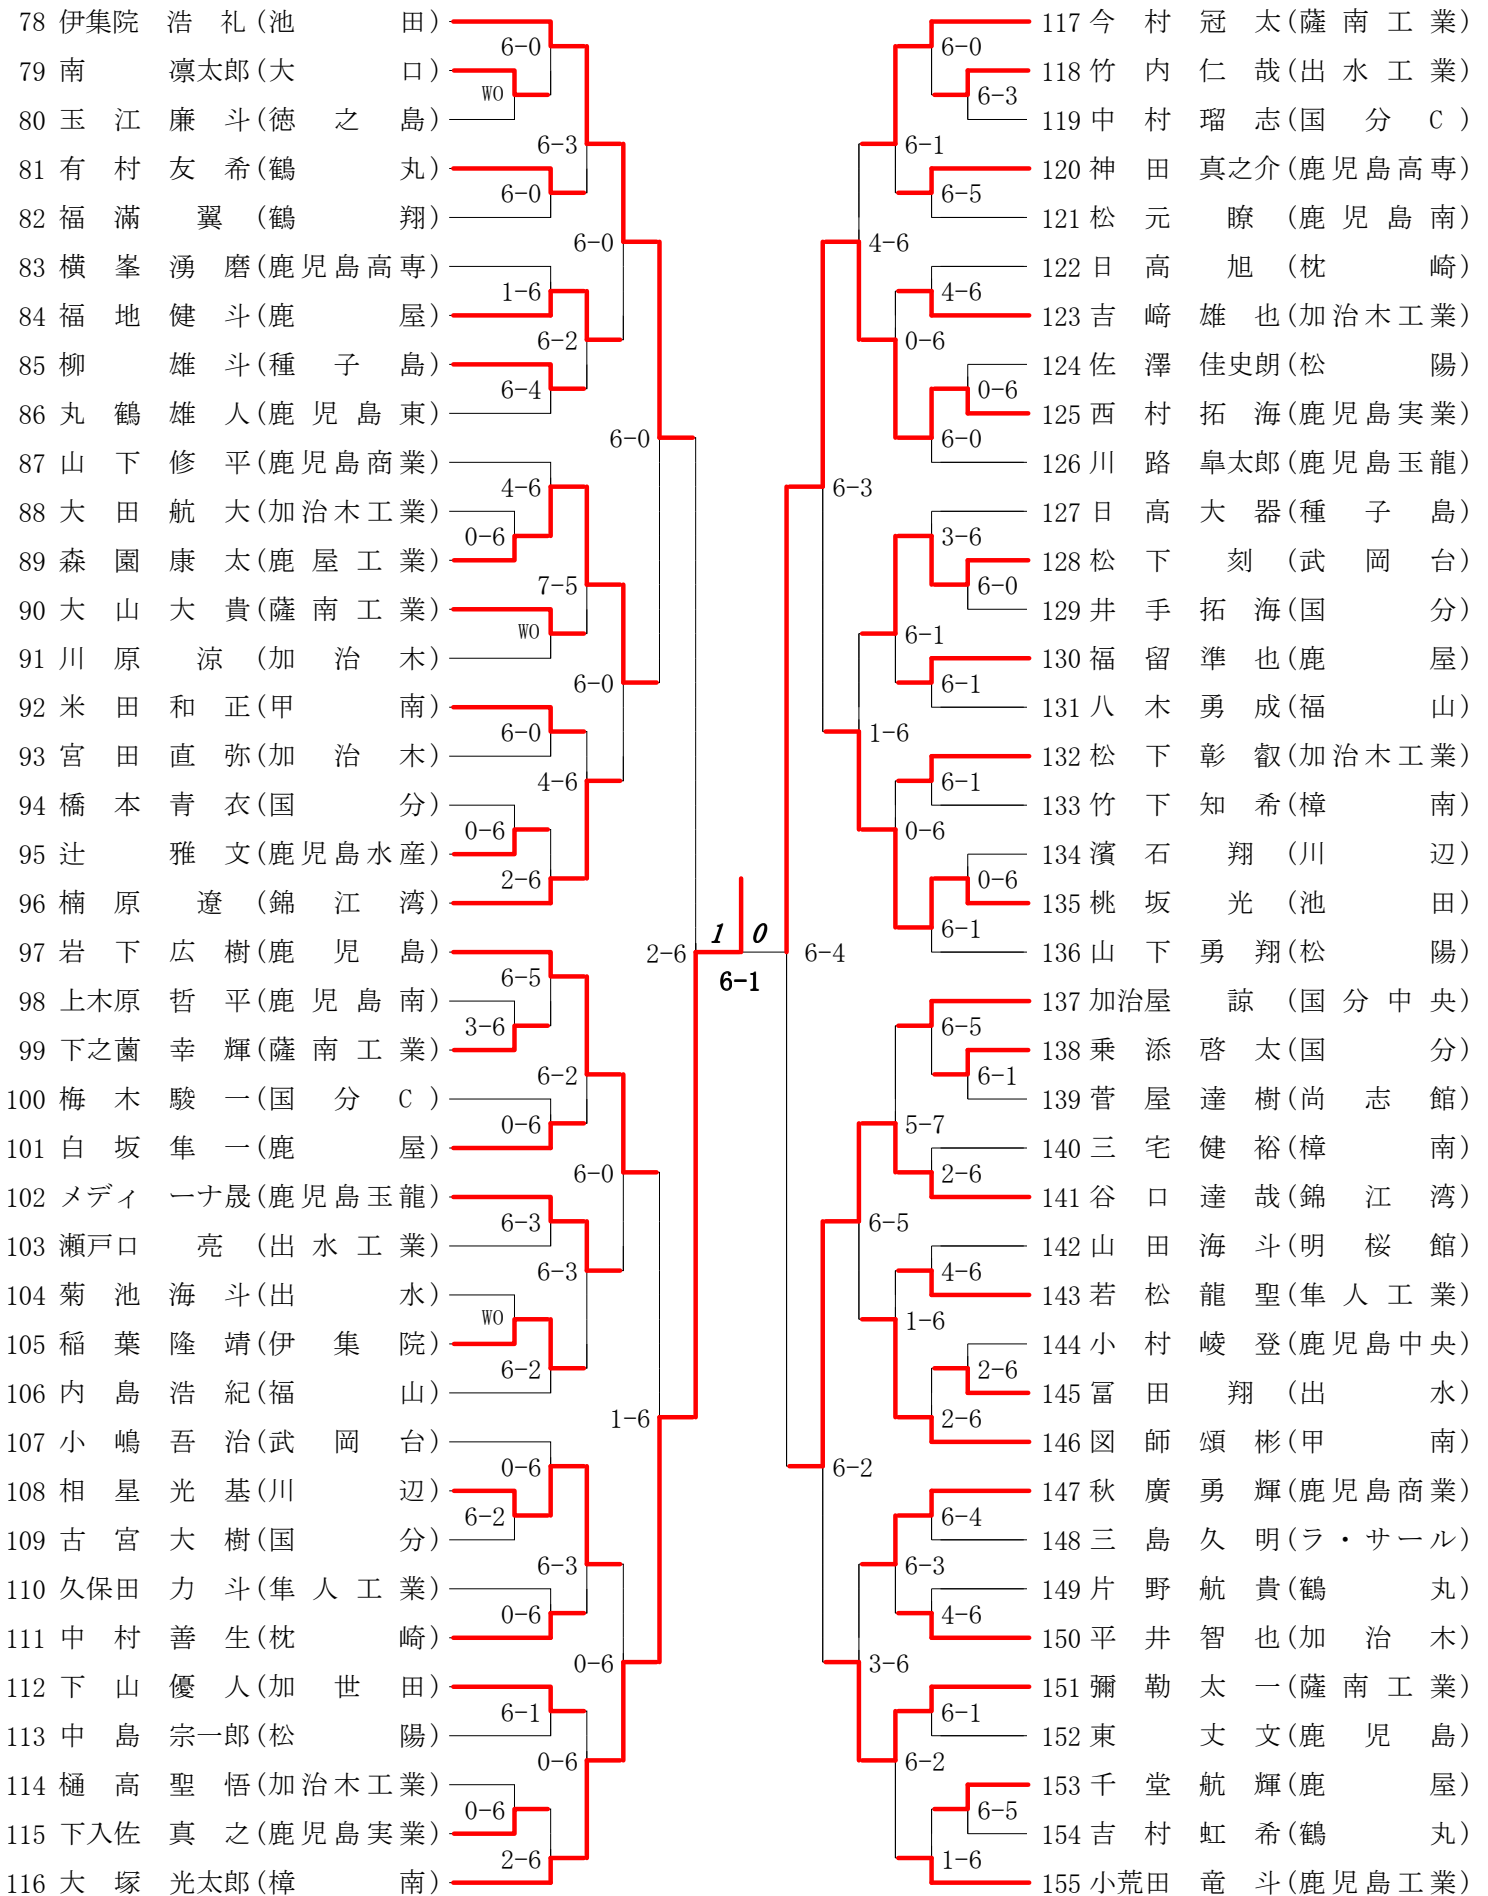 78 伊集院 浩 礼 (池 田)
6-0
79 南 凛太郎 (大 口)
WO
80 玉 江 廉 斗 (徳 之 島)
6-3
81 有 村 友 希 (鶴 丸)
6-0
82 福 滿 翼 (鶴 翔)
6-0
83 横 峯 湧 磨 (鹿児島高専)
1-6
84 福 地 健 斗 (鹿 屋)
6-2
85 柳 雄 斗 (種 子 島)
6-4
86 丸 鶴 雄 人 (鹿 児 島 東)
6-0
87 山 下 修 平 (鹿児島商業)
4-6
88 大 田 航 大 (加治木工業)
0-6
89 森 園 康 太 (鹿 屋 工 業)
7-5
90 大 山 大 貴 (薩 南 工 業)
WO
91 川 原 涼 (加 治 木)
6-0
92 米 田 和 正 (甲 南)
6-0
93 宮 田 直 弥 (加 治 木)
4-6
94 橋 本 青 衣 (国 分)
0-6
95 辻 雅 文 (鹿児島水産)
2-6
96 楠 原 遼 (錦 江 湾)
2-6
97 岩 下 広 樹 (鹿 児 島)
6-5
98 上木原 哲 平 (鹿 児 島 南)
3-6
99 下之薗 幸 輝 (薩 南 工 業)
6-2
100 梅 木 駿 一 (国 分 C )
0-6
101 白 坂 隼 一 (鹿 屋)
6-0
102 メディ ーナ晟 (鹿児島玉龍)
6-3
103 瀬戸口 亮 (出 水 工 業)
6-3
104 菊 池 海 斗 (出 水)
WO
105 稲 葉 隆 靖 (伊 集 院)
6-2
106 内 島 浩 紀 (福 山)
1-6
107 小 嶋 吾 治 (武 岡 台)
0-6
108 相 星 光 基 (川 辺)
6-2
109 古 宮 大 樹 (国 分)
6-3
110 久保田 力 斗 (隼 人 工 業)
0-6
111 中 村 善 生 (枕 崎)
0-6
112 下 山 優 人 (加 世 田)
6-1
113 中 島 宗一郎 (松 陽)
0-6
114 樋 高 聖 悟 (加治木工業)
0-6
115 下入佐 真 之 (鹿児島実業)
2-6
116 大 塚 光太郎 (樟 南)
1 0
6-1
117 今 村 冠 太 (薩 南 工 業)
6-0
118 竹 内 仁 哉 (出 水 工 業)
6-3
119 中 村 瑠 志 (国 分 C )
6-1
120 神 田 真之介 (鹿児島高専)
6-5
121 松 元 瞭 (鹿 児 島 南)
4-6
122 日 高 旭 (枕 崎)
4-6
123 吉 﨑 雄 也 (加治木工業)
0-6
124 佐 澤 佳史朗 (松 陽)
0-6
125 西 村 拓 海 (鹿児島実業)
6-0
126 川 路 皐太郎 (鹿児島玉龍)
6-3
127 日 高 大 器 (種 子 島)
3-6
128 松 下 刻 (武 岡 台)
6-0
129 井 手 拓 海 (国 分)
6-1
130 福 留 準 也 (鹿 屋)
6-1
131 八 木 勇 成 (福 山)
1-6
132 松 下 彰 叡 (加治木工業)
6-1
133 竹 下 知 希 (樟 南)
0-6
134 濱 石 翔 (川 辺)
0-6
135 桃 坂 光 (池 田)
6-1
136 山 下 勇 翔 (松 陽)
6-4
137 加治屋 諒 (国 分 中 央)
6-5
138 乗 添 啓 太 (国 分)
6-1
139 菅 屋 達 樹 (尚 志 館)
5-7
140 三 宅 健 裕 (樟 南)
2-6
141 谷 口 達 哉 (錦 江 湾)
6-5
142 山 田 海 斗 (明 桜 館)
4-6
143 若 松 龍 聖 (隼 人 工 業)
1-6
144 小 村 崚 登 (鹿児島中央)
2-6
145 冨 田 翔 (出 水)
2-6
146 図 師 頌 彬 (甲 南)
6-2
147 秋 廣 勇 輝 (鹿児島商業)
6-4
148 三 島 久 明 (ラ・サール)
6-3
149 片 野 航 貴 (鶴 丸)
4-6
150 平 井 智 也 (加 治 木)
3-6
151 彌 勒 太 一 (薩 南 工 業)
6-1
152 東 丈 文 (鹿 児 島)
6-2
153 千 堂 航 輝 (鹿 屋)
6-5
154 吉 村 虹 希 (鶴 丸)
1-6
155 小荒田 竜 斗 (鹿児島工業)